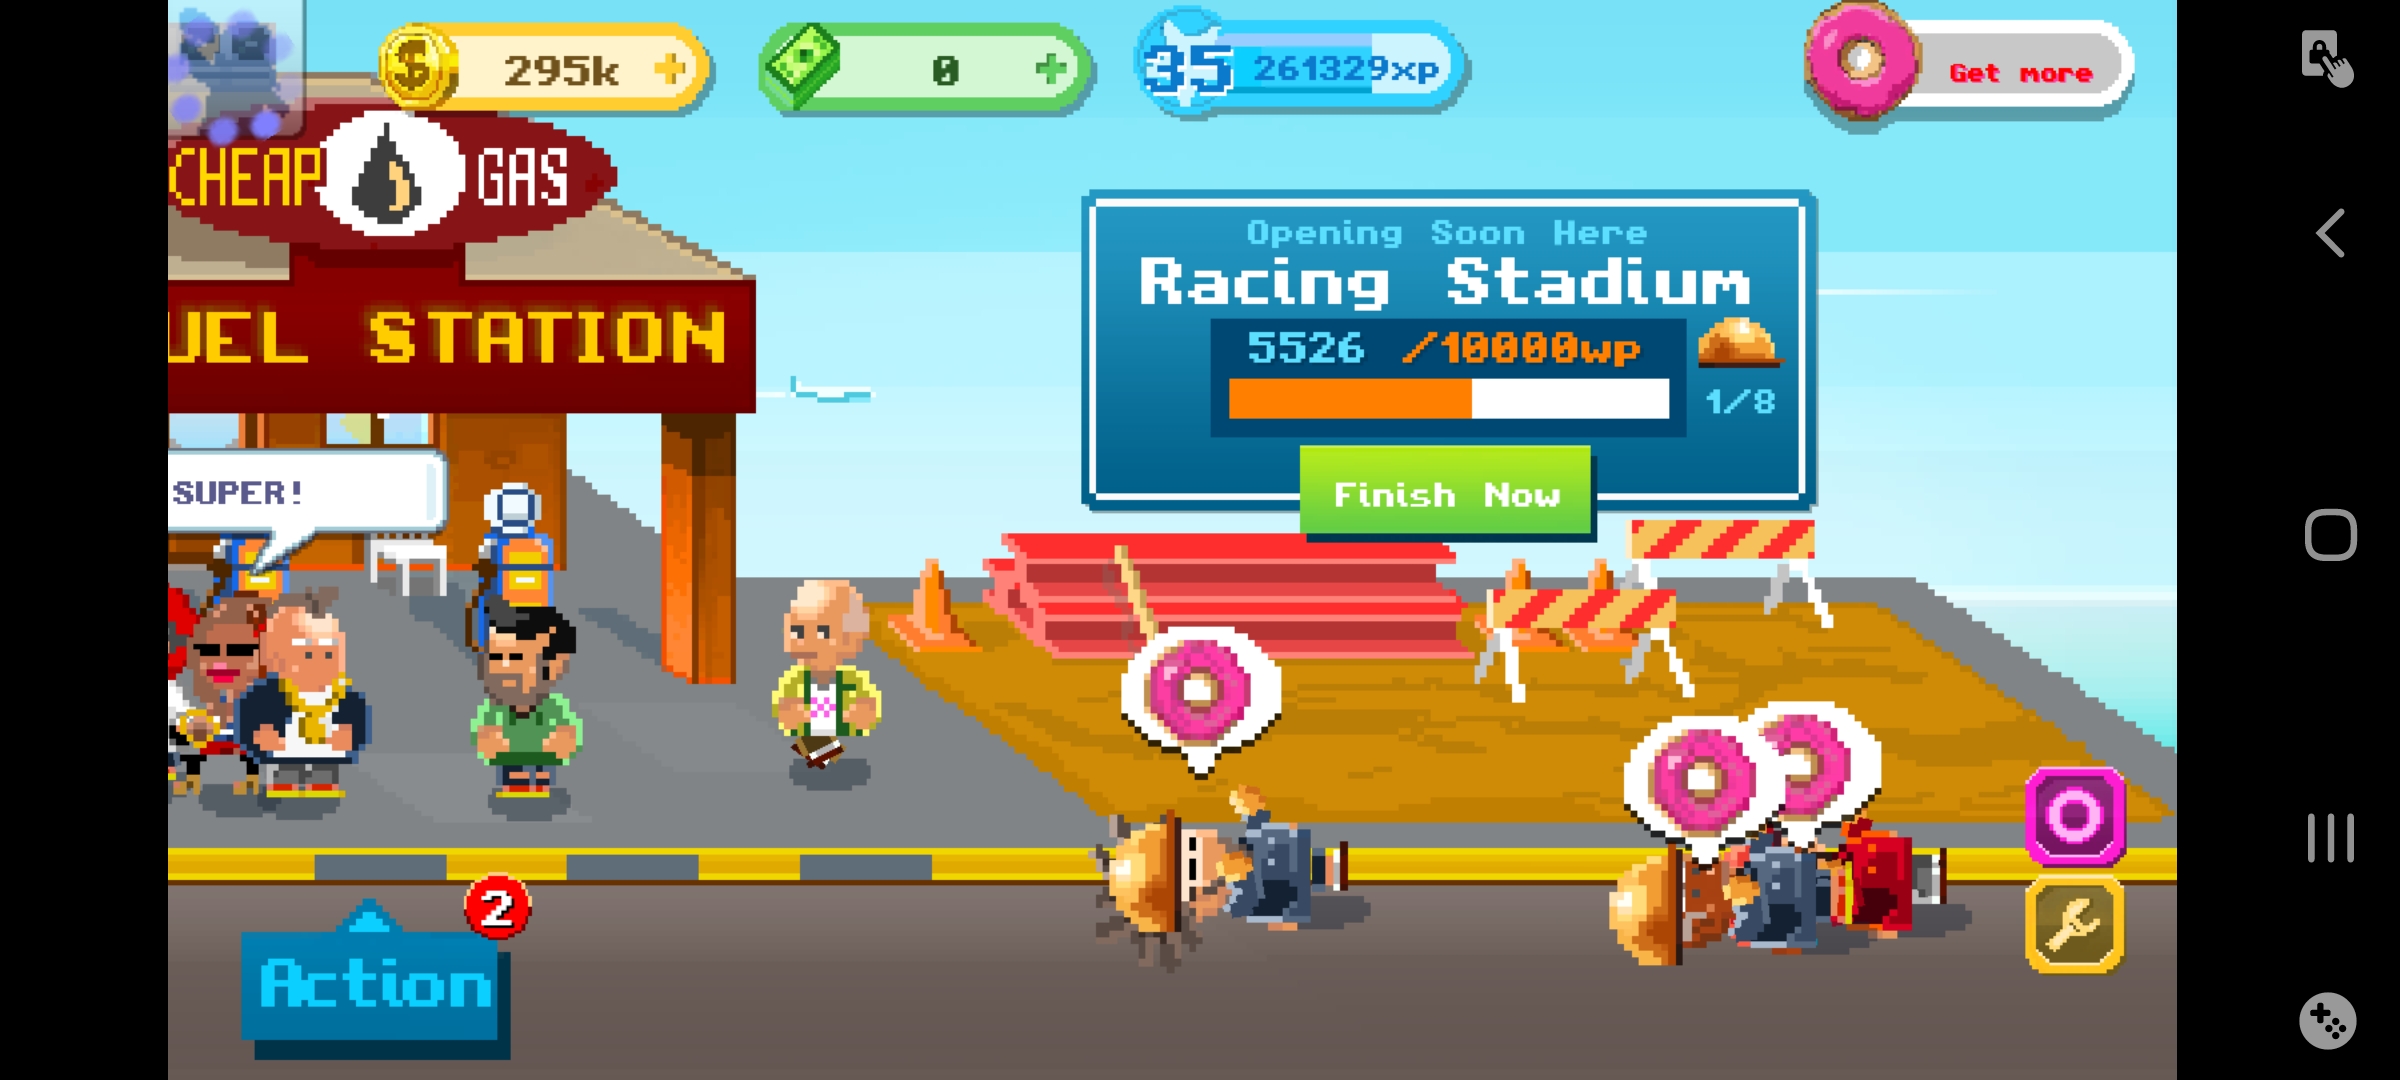 295k
0
35 261329xp
Get more
CHEAP GAS
UEL STATION
SUPER!
Opening Soon Here
Racing Stadium
5526 /10000wp
1/8
Finish Now
2
Action